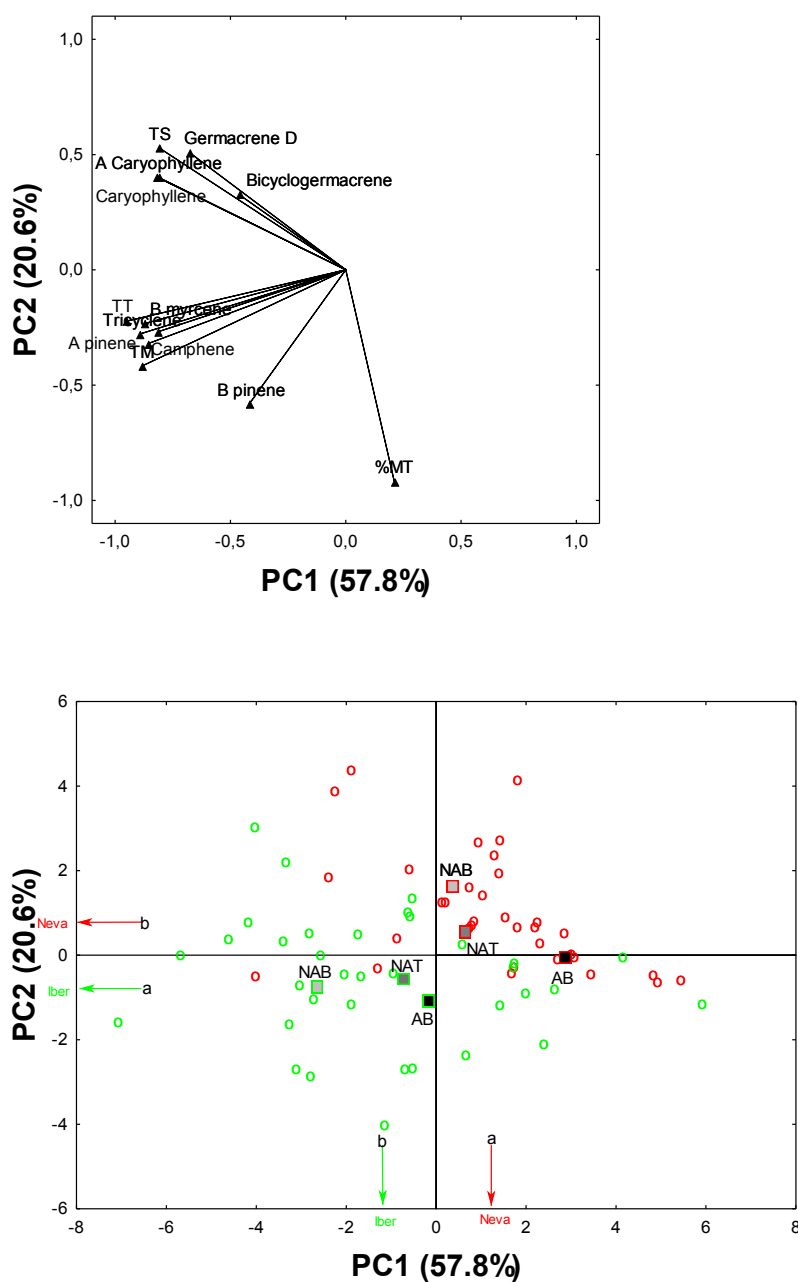 1,0
TS
Germacrene D
0,5
A Caryophyllene
Bicyclogermacrene
Caryophyllene
0,0
TT
B myrcene
Tricyclene
A pinene
TM
Camphene
-0,5
B pinene
%MT
-1,0
-1,0 -0,5 0,0 0,5 1,0
PC2 (20.6%)
PC1 (57.8%)
6
4
2
NAB
Neva
b
NAT
0
NAB
NAT
AB
Iber
a
AB
-2
-4
b
a
Iber
Neva
-6
-8 -6 -4 -2 0 2 4 6 8
PC2 (20.6%)
PC1 (57.8%)